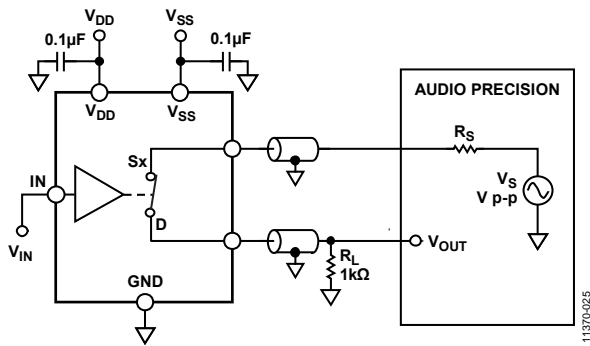 VDD
VSS
0.1µF
0.1µF
VDD
VSS
AUDIO PRECISION
RS
VS
V p-p
Sx
IN
D
VIN
VOUT
RL
1kΩ
GND
11370-025